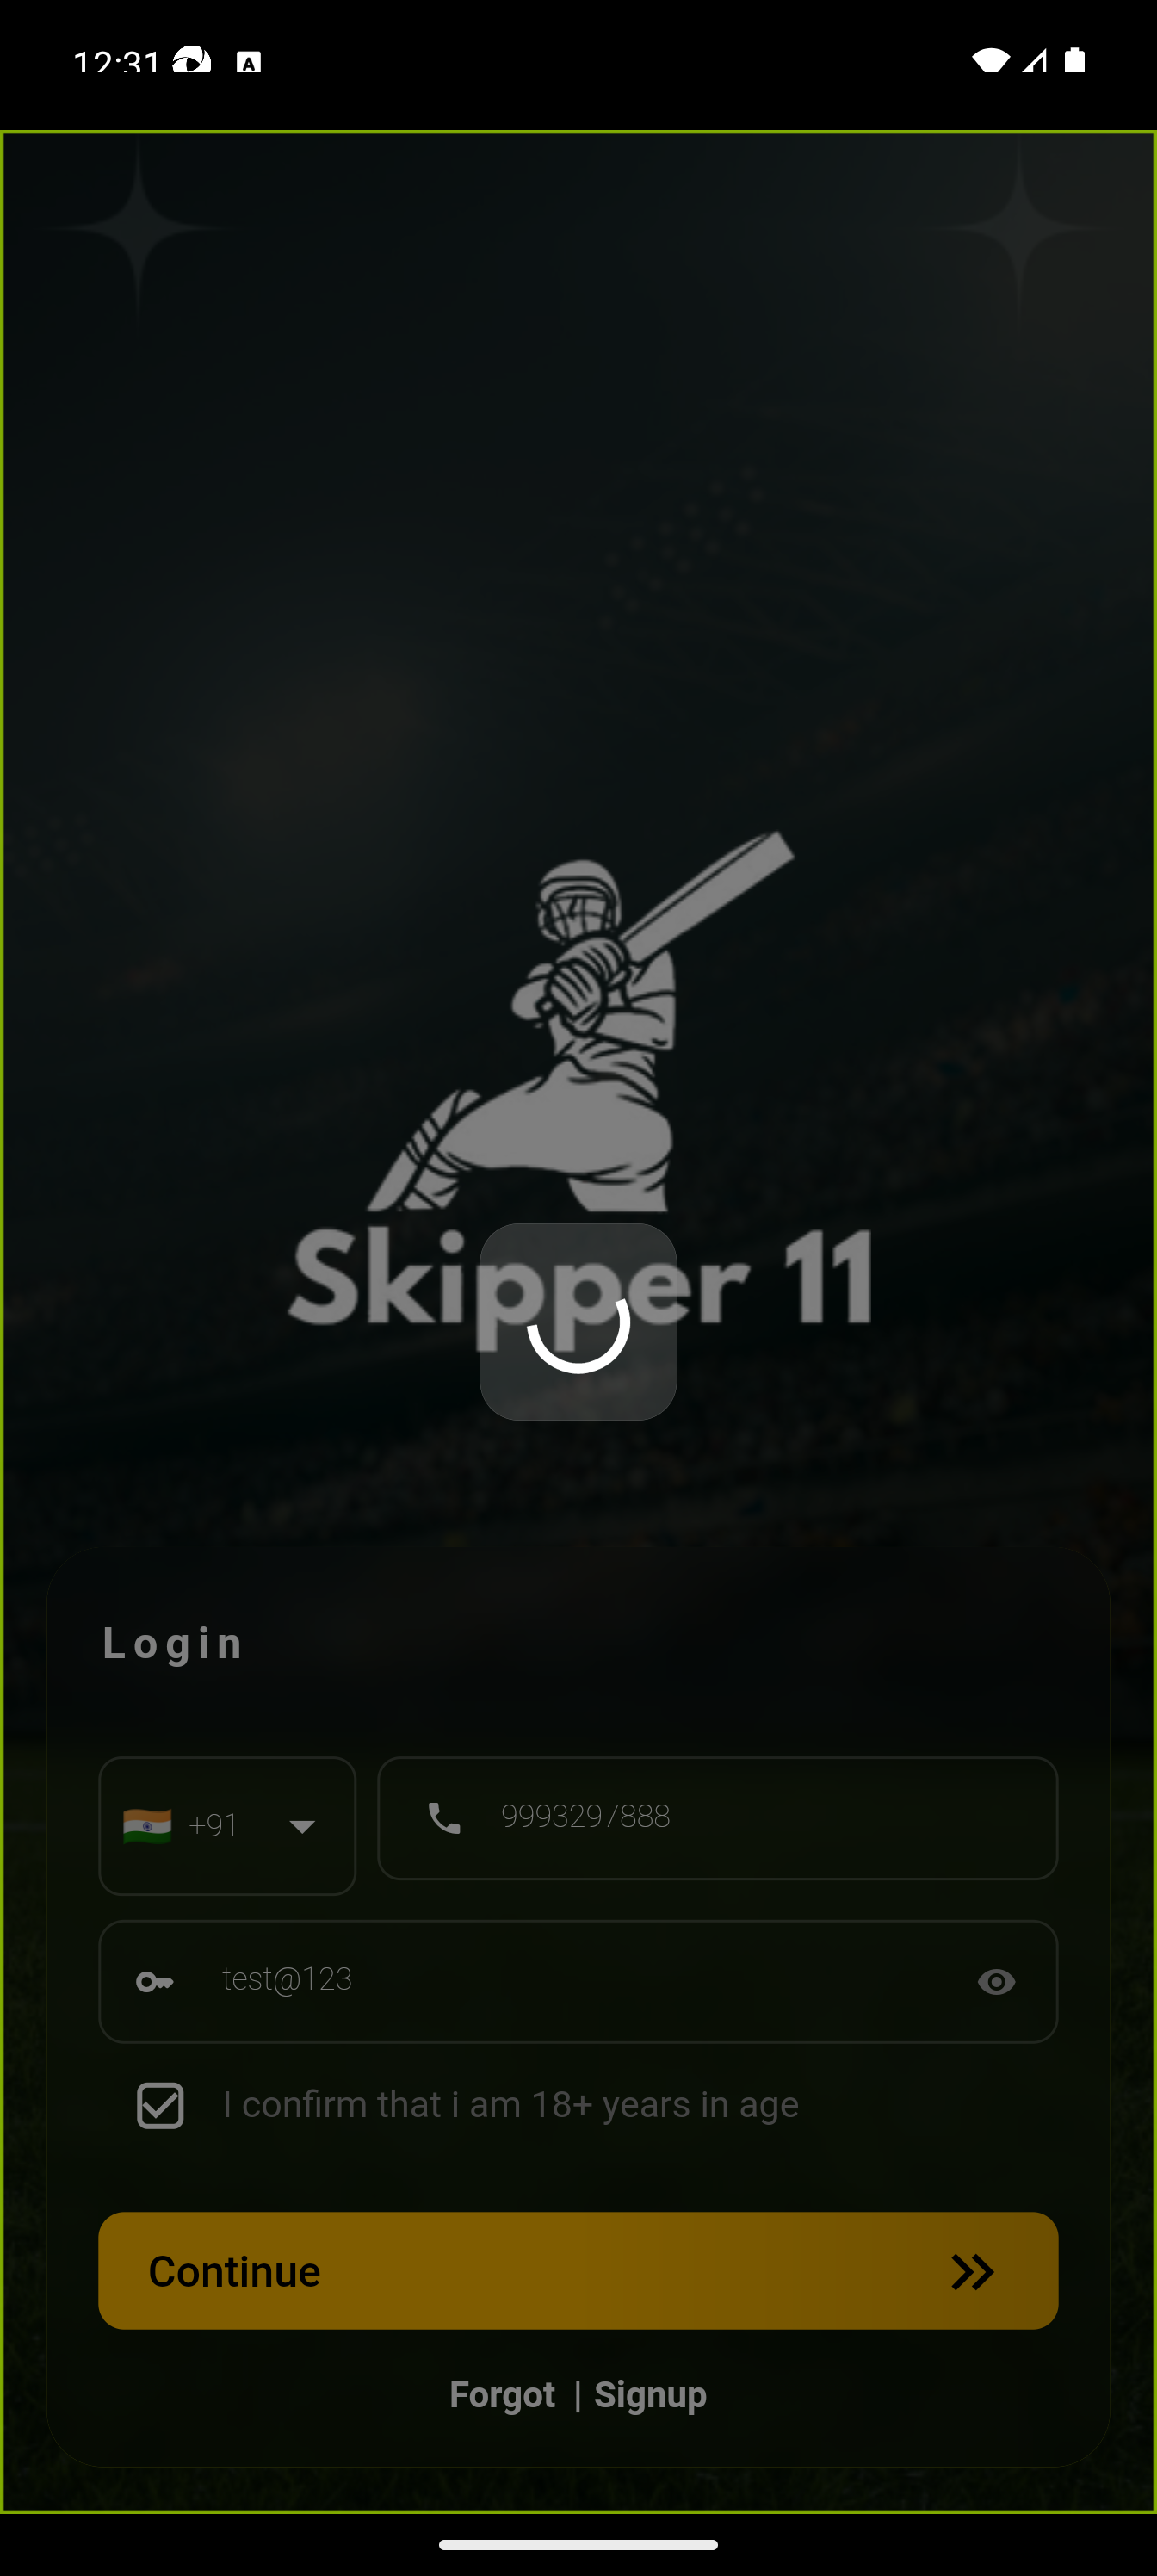 12:31
A
Skipper 11
Login
+91
9993297888
test@123
I confirm that i am 18+ years in age
Continue
Forgot | Signup